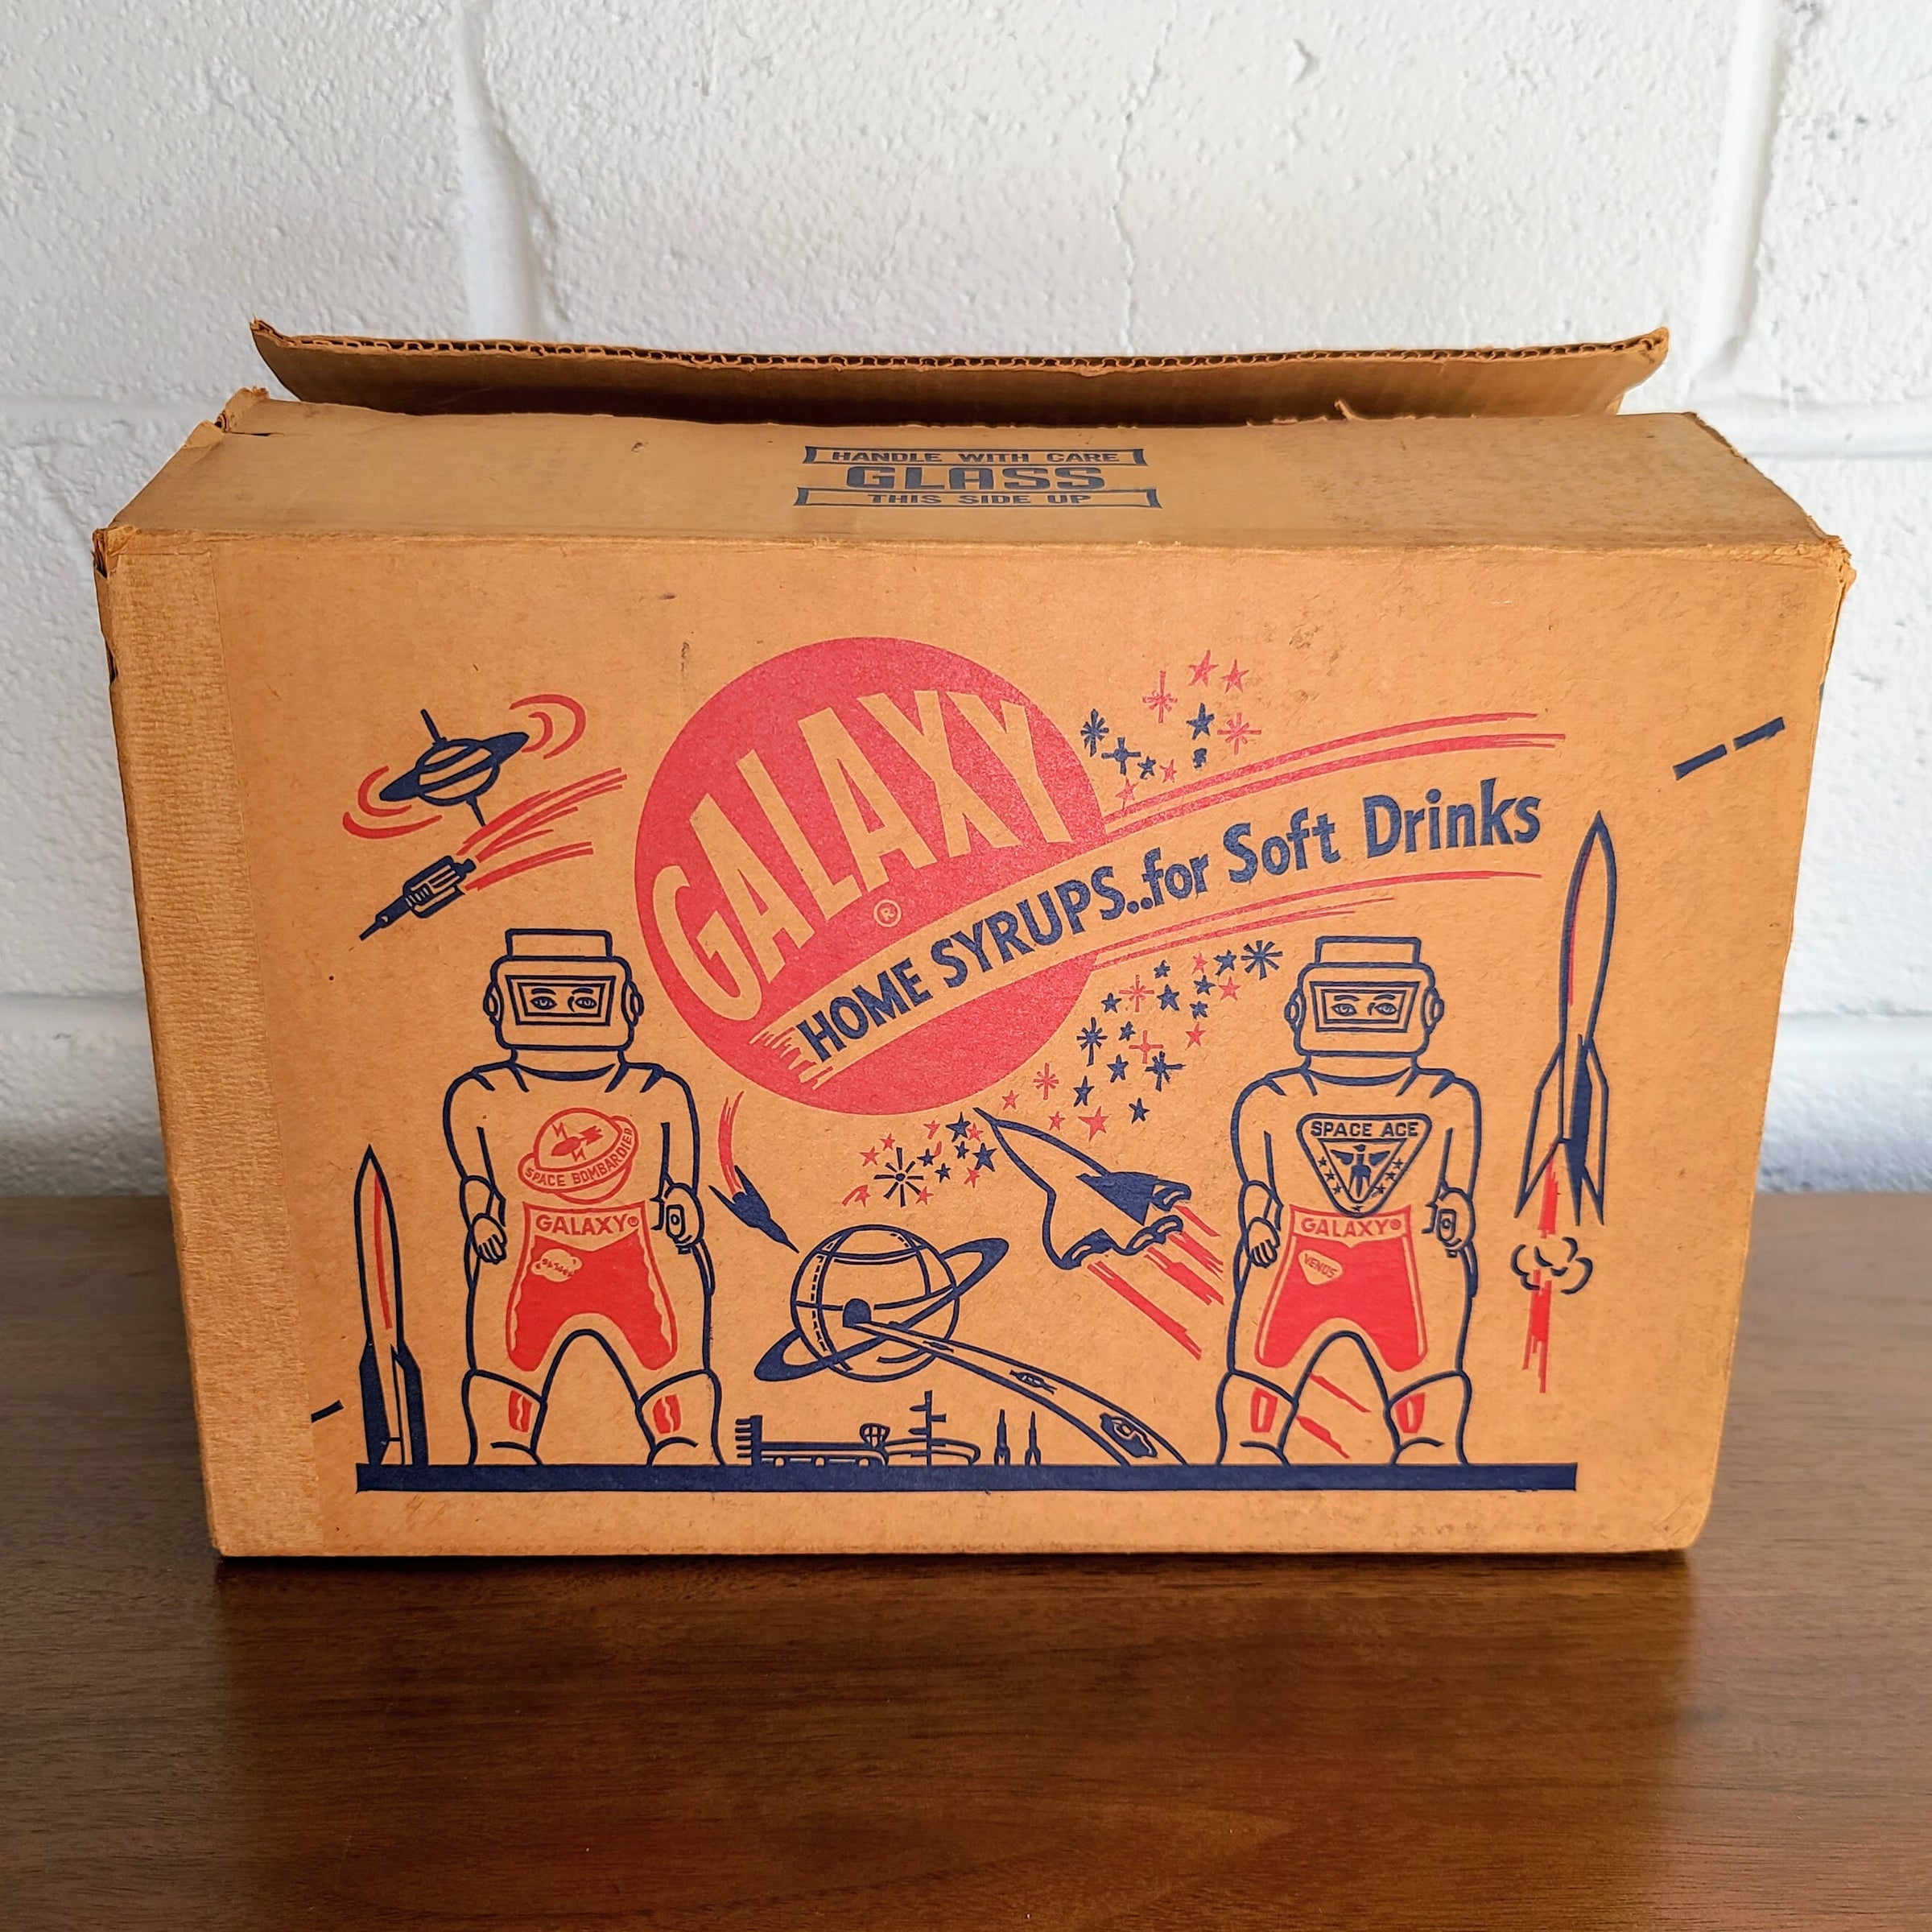 HANDLE WITH CARE
GLASS
THIS SIDE UP
GALAXY
®
HOME SYRUPS..for Soft Drinks
SPACE BOMBARDIER
GALAXY®
SPACE ACE
GALAXY®
VENUS